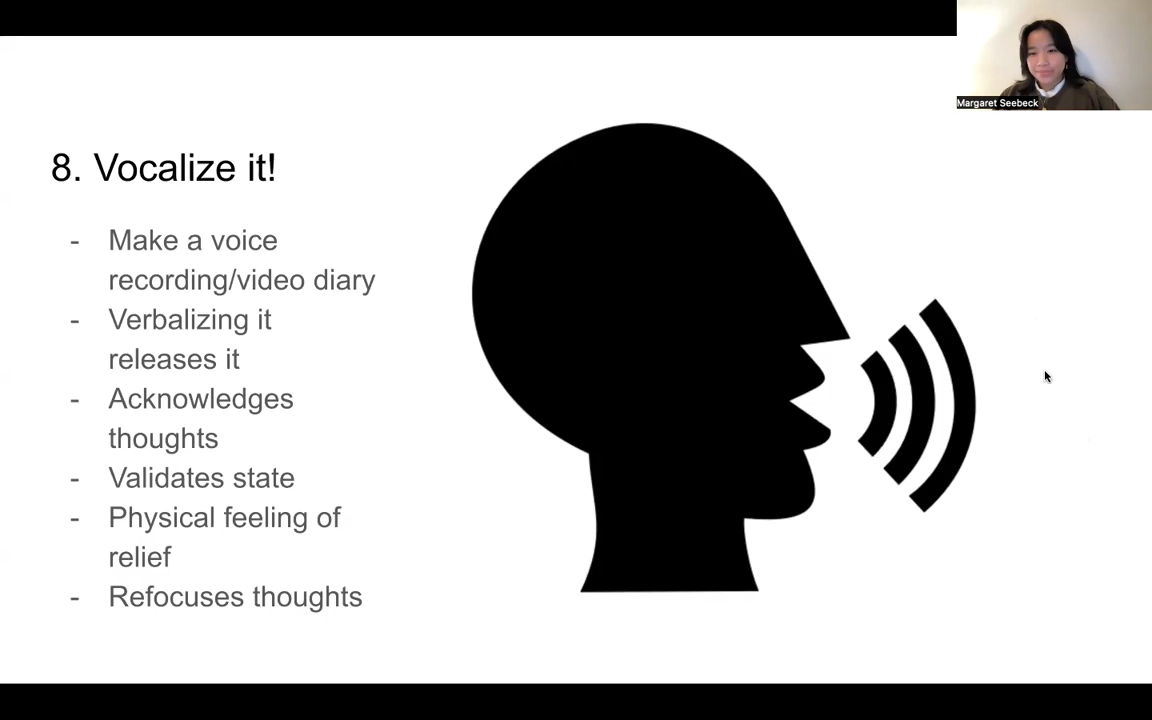 Margaret Seebeck
8. Vocalize it!
- Make a voice
recording/video diary
- Verbalizing it
releases it
- Acknowledges
thoughts
- Validates state
- Physical feeling of
relief
- Refocuses thoughts